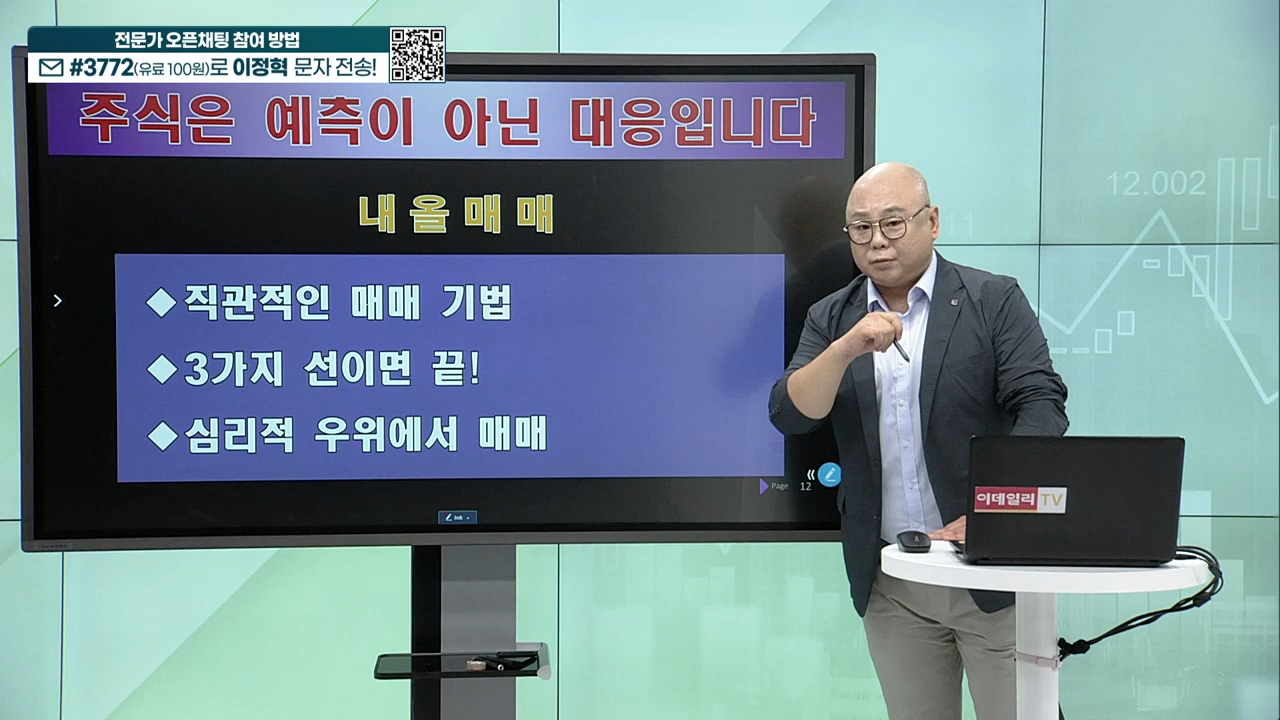 전문가 오픈채팅 참여 방법
#3772(유료 100원)로 이정혁 문자 전송!
주식은 예측이 아닌 대응입니다
내올매매
◆직관적인 매매 기법
◆3가지 선이면 끝!
◆심리적 우위에서 매매
Page 12
Ink
이데일리TV
12.002